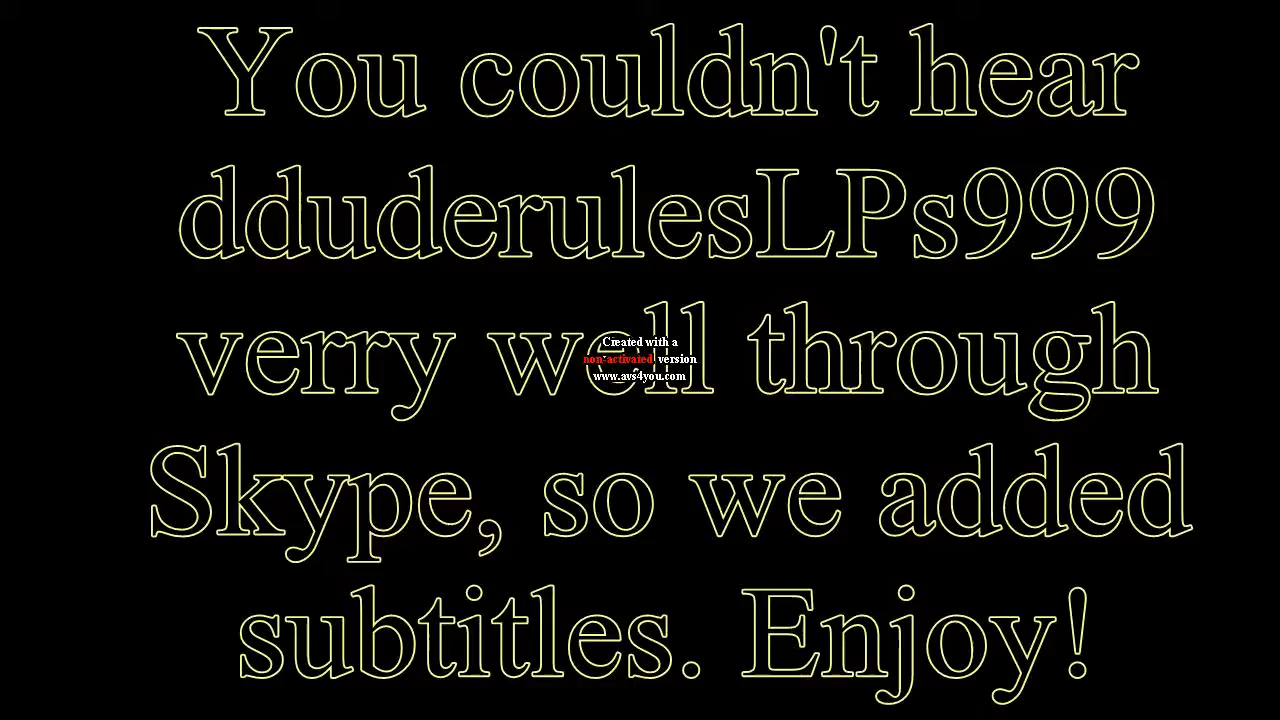 You couldn't hear
dduderulesLPs999
verry well through
Skype, so we added
subtitles. Enjoy!
Created with a
non-activated version
www.avs4you.com